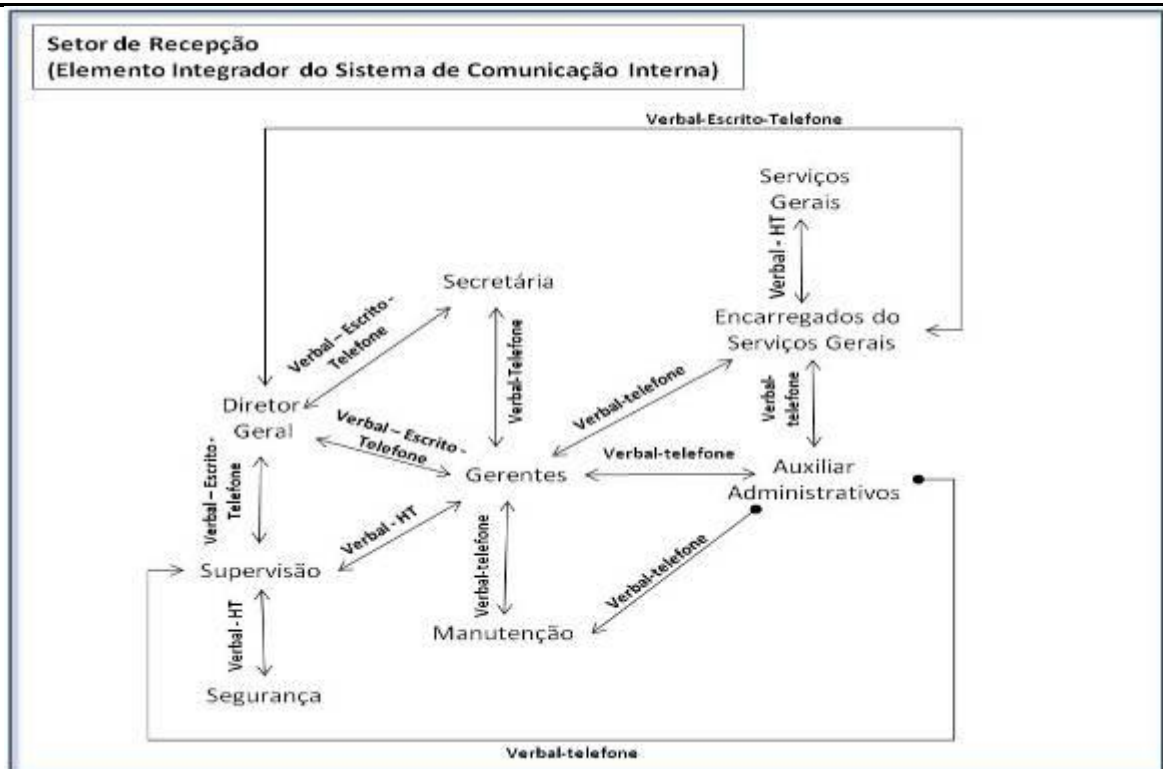 Setor de Recepção
(Elemento Integrador do Sistema de Comunicação Interna)
Verbal-Escrito-Telefone
Serviços
Gerais
Verbal - HT
Secretária
Encarregados do
Serviços Gerais
Verbal – Escrito -
Telefone
Verbal-Telefone
Verbal-telefone
Verbal-
telefone
Diretor
Geral
Verbal – Escrito -
Telefone
Gerentes
Verbal-telefone
Auxiliar
Administrativos
Verbal – Escrito-
Telefone
Verbal - HT
Verbal-telefone
Verbal-telefone
Supervisão
Manutenção
Verbal - HT
Segurança
Verbal-telefone